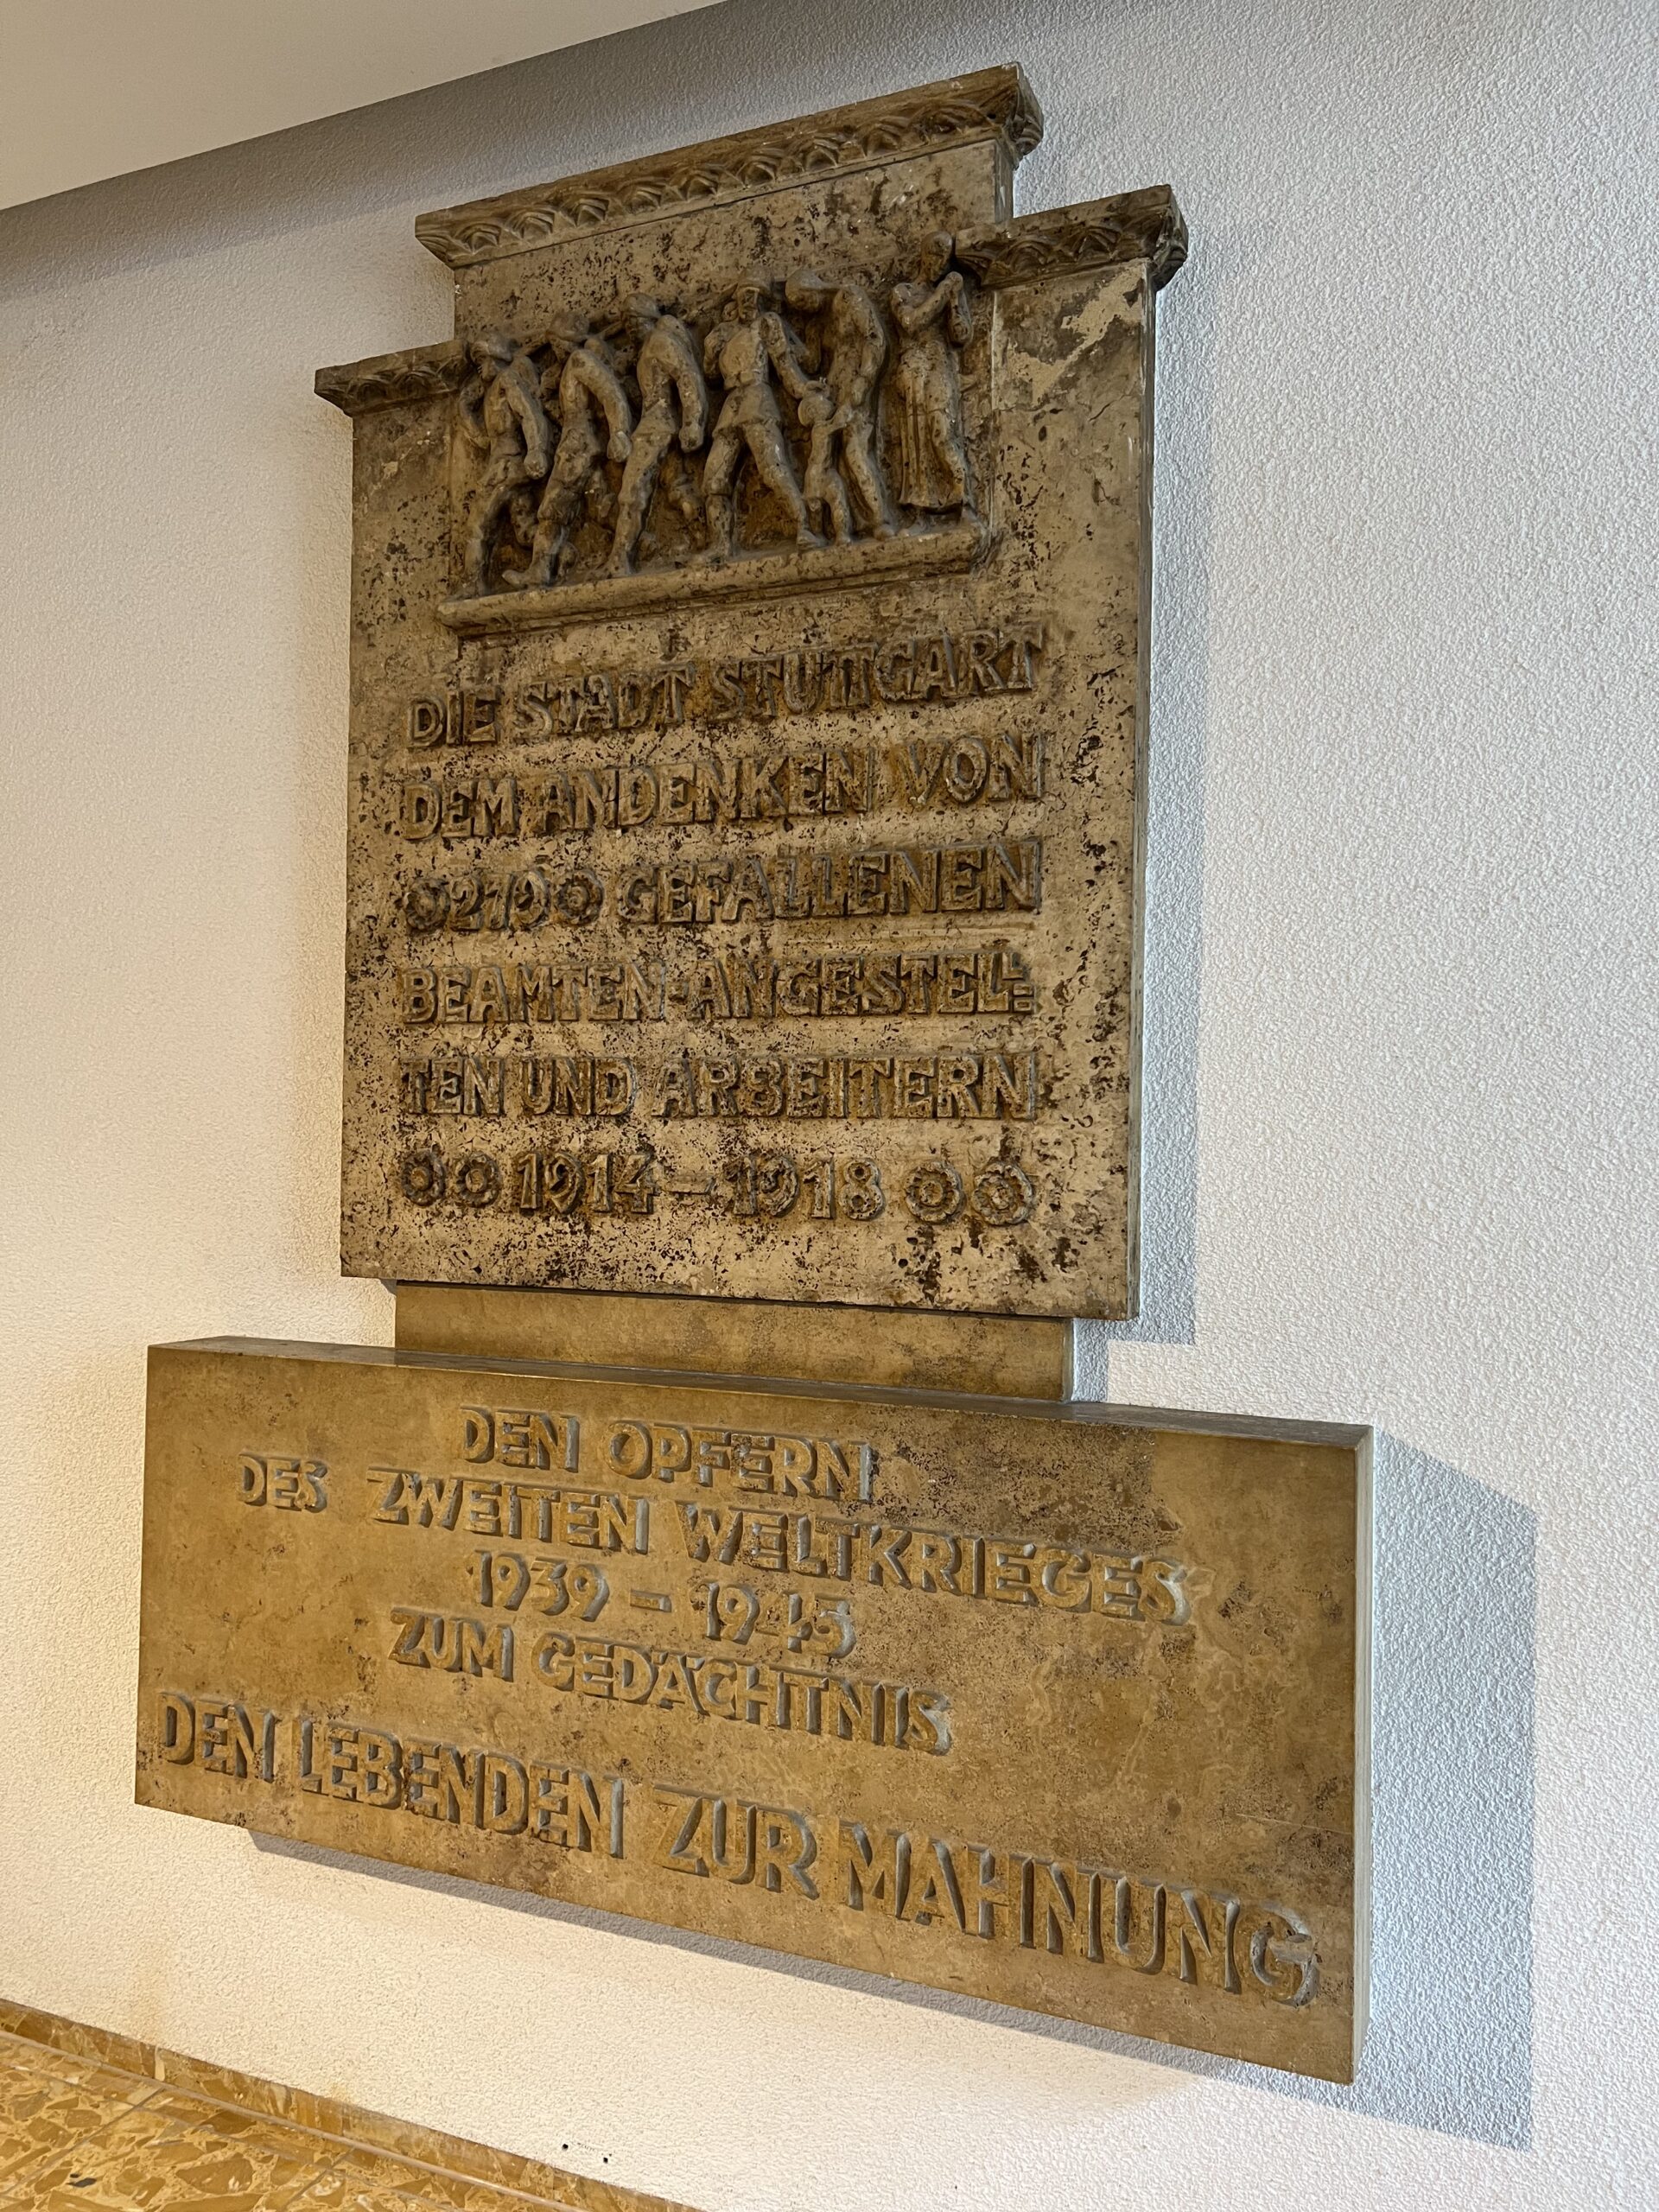 DIE STADT STUTTGART
DEM ANDENKEN VON
270 GEFALLENEN
BEAMTEN-ANGESTEL=
TEN UND ARBEITERN
1914-1918
DEN OPFERN
DES ZWEITEN WELTKRIEGES
1939 - 1945
ZUM GEDÄCHTNIS
DEN LEBENDEN ZUR MAHNUNG